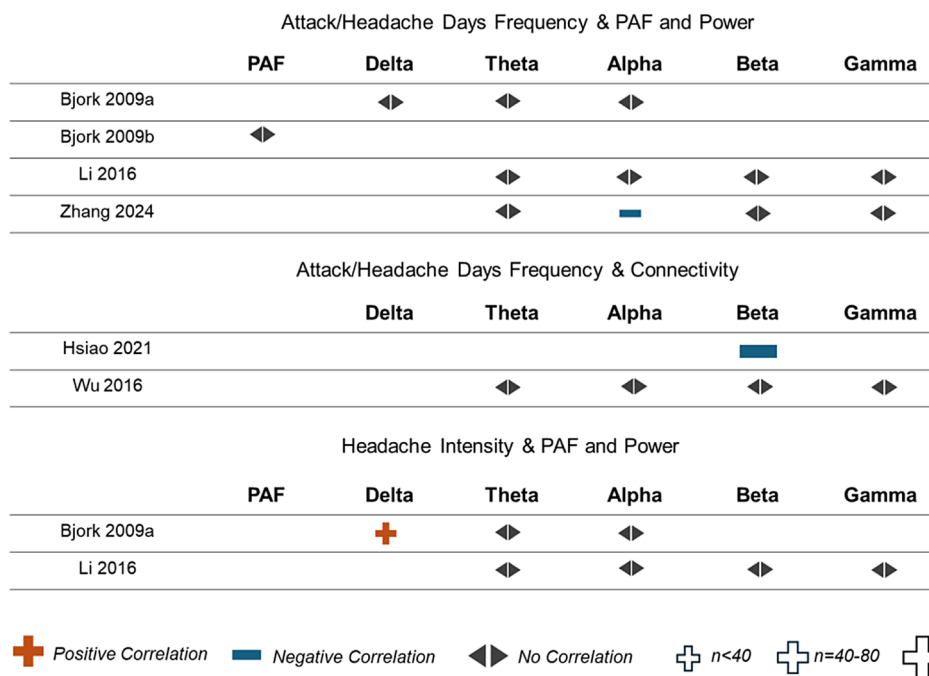 Attack/Headache Days Frequency & PAF and Power
PAF Delta Theta Alpha Beta Gamma
Bjork 2009a
Bjork 2009b
Li 2016
Zhang 2024
Attack/Headache Days Frequency & Connectivity
Delta Theta Alpha Beta Gamma
Hsiao 2021
Wu 2016
Headache Intensity & PAF and Power
PAF Delta Theta Alpha Beta Gamma
Bjork 2009a
Li 2016
Positive Correlation Negative Correlation No Correlation n<40 n=40-80